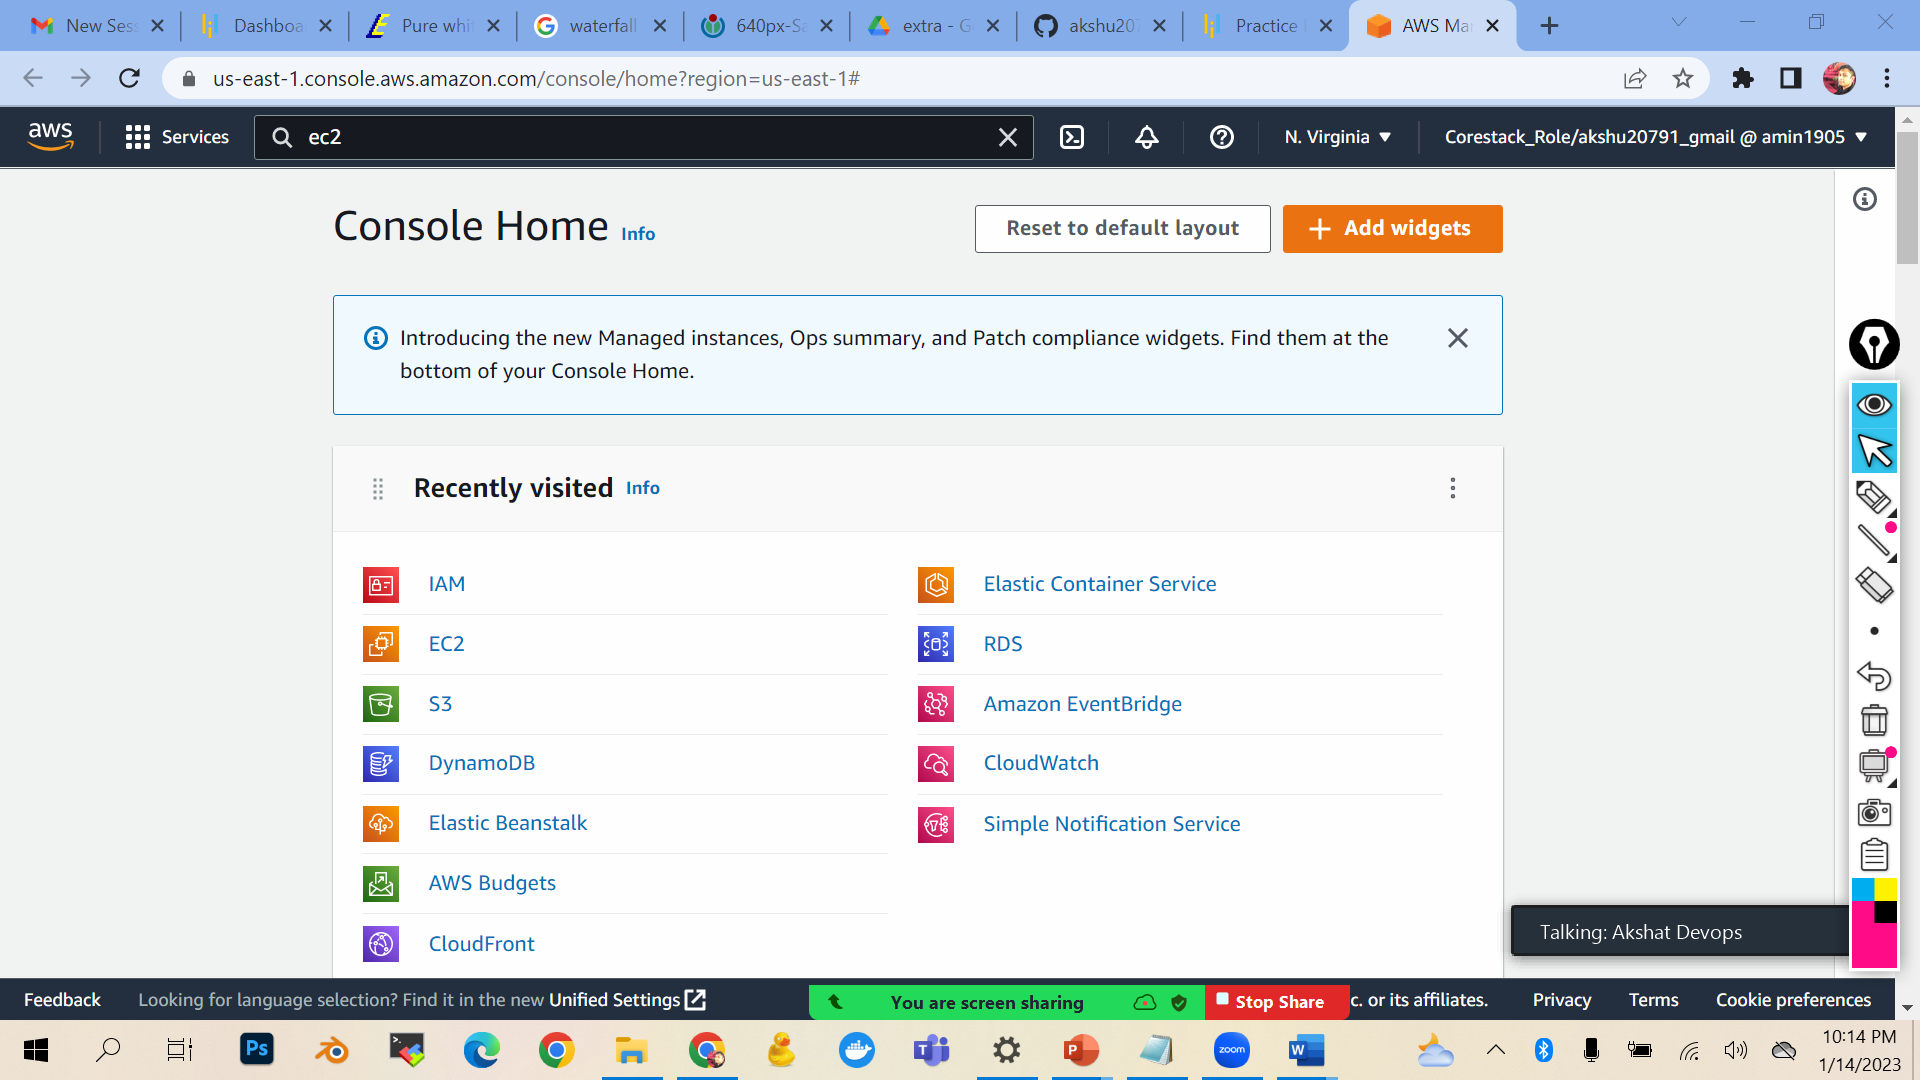 New Ses
Dashboa
Pure whi
waterfall
640px-Sa
extra - G
akshu207
Practice
AWS Ma
us-east-1.console.aws.amazon.com/console/home?region=us-east-1#
aws
Services
ec2
N. Virginia
Corestack_Role/akshu20791_gmail @ amin1905
Console Home Info
Reset to default layout
Add widgets
Introducing the new Managed instances, Ops summary, and Patch compliance widgets. Find them at the
bottom of your Console Home.
Recently visited Info
IAM
EC2
S3
DynamoDB
Elastic Beanstalk
AWS Budgets
CloudFront
Elastic Container Service
RDS
Amazon EventBridge
CloudWatch
Simple Notification Service
Talking: Akshat Devops
Feedback
Looking for language selection? Find it in the new Unified Settings
You are screen sharing
Stop Share
c. or its affiliates.
Privacy
Terms
Cookie preferences
Ps
P
zoom
W
10:14 PM
1/14/2023